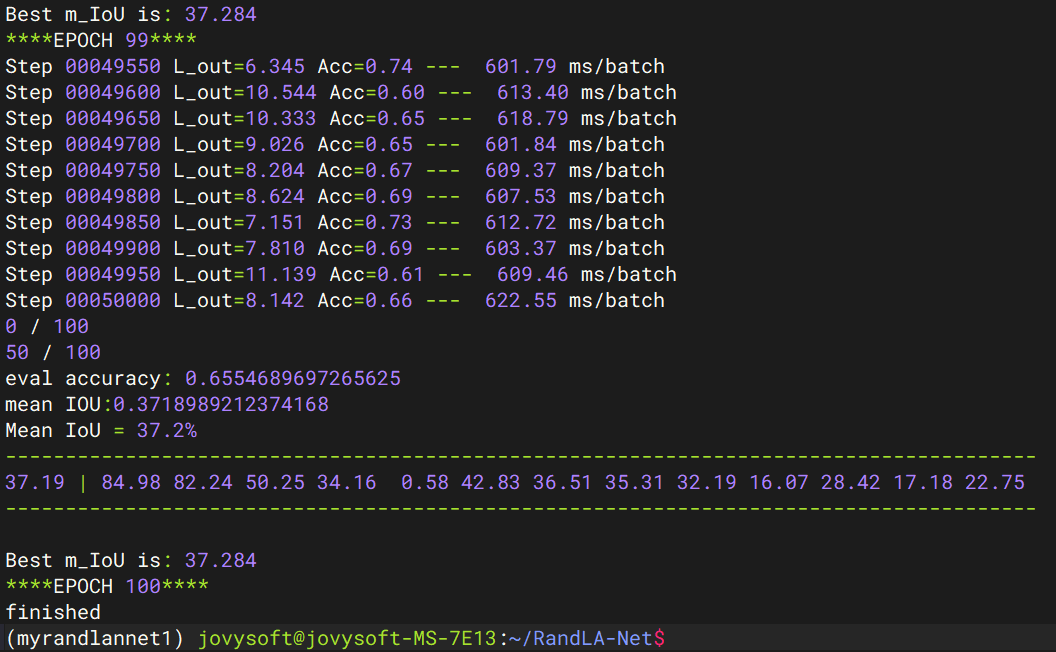 Best m_IoU is: 37.284
****EPOCH 99****
Step 00049550 L_out=6.345 Acc=0.74 ---  601.79 ms/batch
Step 00049600 L_out=10.544 Acc=0.60 ---  613.40 ms/batch
Step 00049650 L_out=10.333 Acc=0.65 ---  618.79 ms/batch
Step 00049700 L_out=9.026 Acc=0.65 ---  601.84 ms/batch
Step 00049750 L_out=8.204 Acc=0.67 ---  609.37 ms/batch
Step 00049800 L_out=8.624 Acc=0.69 ---  607.53 ms/batch
Step 00049850 L_out=7.151 Acc=0.73 ---  612.72 ms/batch
Step 00049900 L_out=7.810 Acc=0.69 ---  603.37 ms/batch
Step 00049950 L_out=11.139 Acc=0.61 ---  609.46 ms/batch
Step 00050000 L_out=8.142 Acc=0.66 ---  622.55 ms/batch
0 / 100
50 / 100
eval accuracy: 0.6554689697265625
mean IOU:0.3718989212374168
Mean IoU = 37.2%
--------------------------------------------------------------------------------------
37.19 | 84.98 82.24 50.25 34.16  0.58 42.83 36.51 35.31 32.19 16.07 28.42 17.18 22.75
--------------------------------------------------------------------------------------
Best m_IoU is: 37.284
****EPOCH 100****
finished
(myrandlannet1) jovysoft@jovysoft-MS-7E13:~/RandLA-Net$